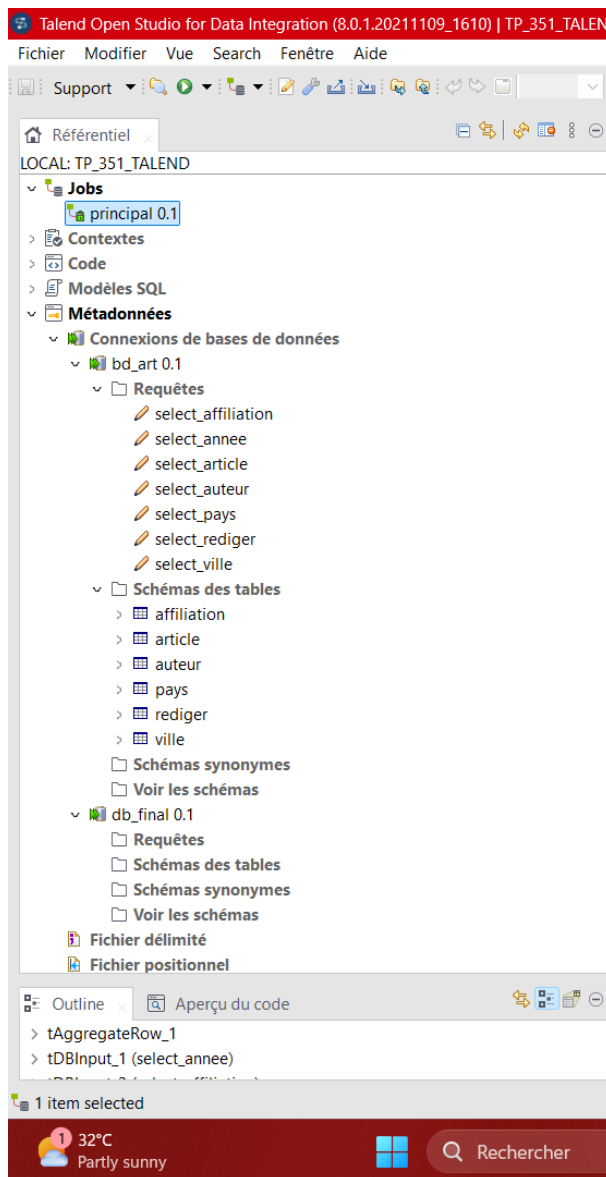 Talend Open Studio for Data Integration (8.0.1.20211109_1610) | TP_351_TALEN
Fichier Modifier Vue Search Fenêtre Aide
Support
Référentiel
LOCAL: TP_351_TALEND
Jobs
principal 0.1
Contextes
Code
Modèles SQL
Métadonnées
Connexions de bases de données
bd_art 0.1
Requêtes
select_affiliation
select_annee
select_article
select_auteur
select_pays
select_rediger
select_ville
Schémas des tables
affiliation
article
auteur
pays
rediger
ville
Schémas synonymes
Voir les schémas
db_final 0.1
Requêtes
Schémas des tables
Schémas synonymes
Voir les schémas
Fichier délimité
Fichier positionnel
Outline Aperçu du code
tAggregateRow_1
tDBInput_1 (select_annee)
1 item selected
1 32°C
Partly sunny
Rechercher